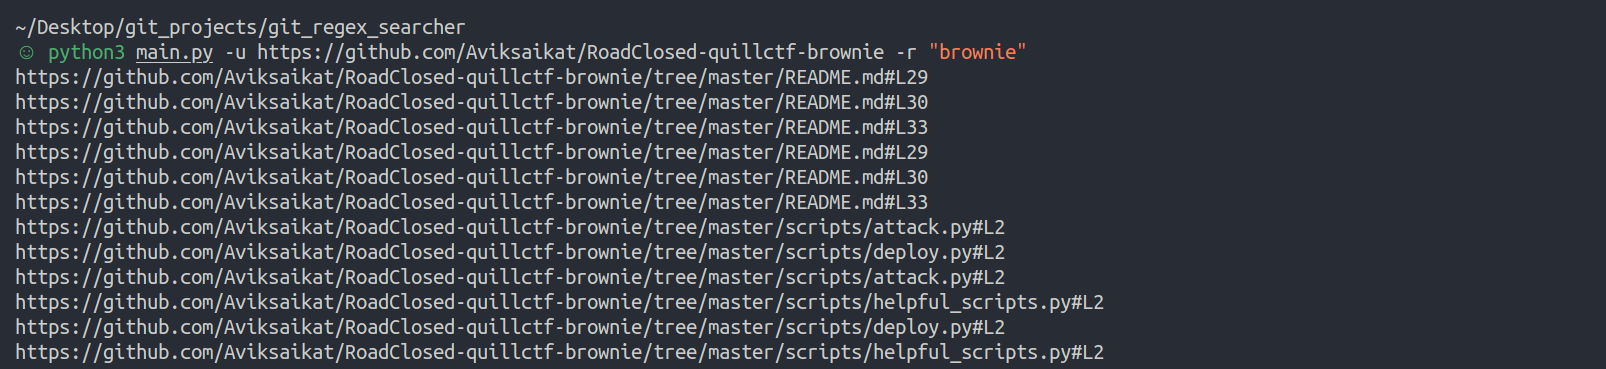 ~/Desktop/git_projects/git_regex_searcher
☺ python3 main.py -u https://github.com/Aviksaikat/RoadClosed-quillctf-brownie -r "brownie"
https://github.com/Aviksaikat/RoadClosed-quillctf-brownie/tree/master/README.md#L29
https://github.com/Aviksaikat/RoadClosed-quillctf-brownie/tree/master/README.md#L30
https://github.com/Aviksaikat/RoadClosed-quillctf-brownie/tree/master/README.md#L33
https://github.com/Aviksaikat/RoadClosed-quillctf-brownie/tree/master/README.md#L29
https://github.com/Aviksaikat/RoadClosed-quillctf-brownie/tree/master/README.md#L30
https://github.com/Aviksaikat/RoadClosed-quillctf-brownie/tree/master/README.md#L33
https://github.com/Aviksaikat/RoadClosed-quillctf-brownie/tree/master/scripts/attack.py#L2
https://github.com/Aviksaikat/RoadClosed-quillctf-brownie/tree/master/scripts/deploy.py#L2
https://github.com/Aviksaikat/RoadClosed-quillctf-brownie/tree/master/scripts/attack.py#L2
https://github.com/Aviksaikat/RoadClosed-quillctf-brownie/tree/master/scripts/helpful_scripts.py#L2
https://github.com/Aviksaikat/RoadClosed-quillctf-brownie/tree/master/scripts/deploy.py#L2
https://github.com/Aviksaikat/RoadClosed-quillctf-brownie/tree/master/scripts/helpful_scripts.py#L2